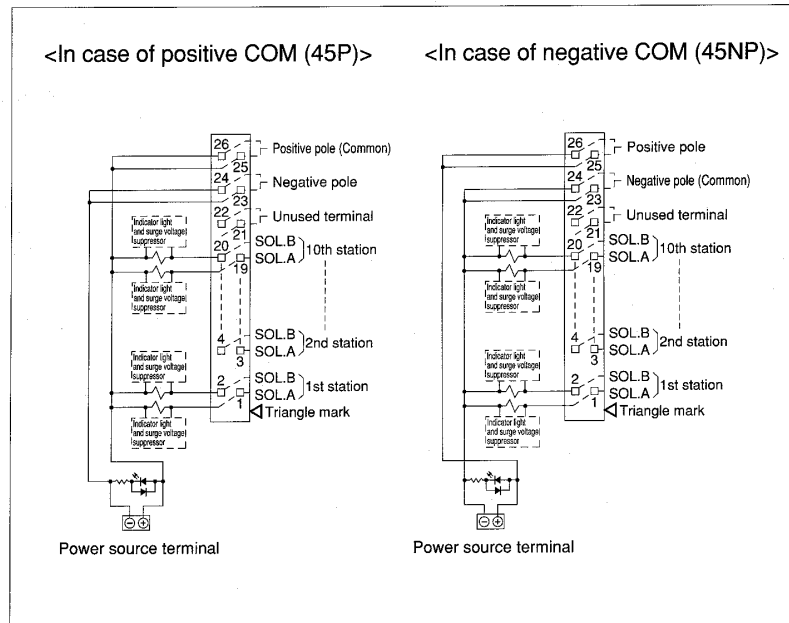 <In case of positive COM (45P)>
26
Positive pole (Common)
25
24
Negative pole
23
22
Unused terminal
21
Indicator light
and surge voltage
suppressor
20
SOL.B
10th station
SOL.A
19
Indicator light
and surge voltage
suppressor
4
SOL.B
2nd station
SOL.A
3
Indicator light
and surge voltage
suppressor
2
SOL.B
1st station
SOL.A
1
Triangle mark
Indicator light
and surge voltage
suppressor
⊖ ⊕
Power source terminal
<In case of negative COM (45NP)>
26
Positive pole
25
24
Negative pole (Common)
23
22
Unused terminal
21
Indicator light
and surge voltage
suppressor
20
SOL.B
10th station
SOL.A
19
Indicator light
and surge voltage
suppressor
4
SOL.B
2nd station
SOL.A
3
Indicator light
and surge voltage
suppressor
2
SOL.B
1st station
SOL.A
1
Triangle mark
Indicator light
and surge voltage
suppressor
⊖ ⊕
Power source terminal